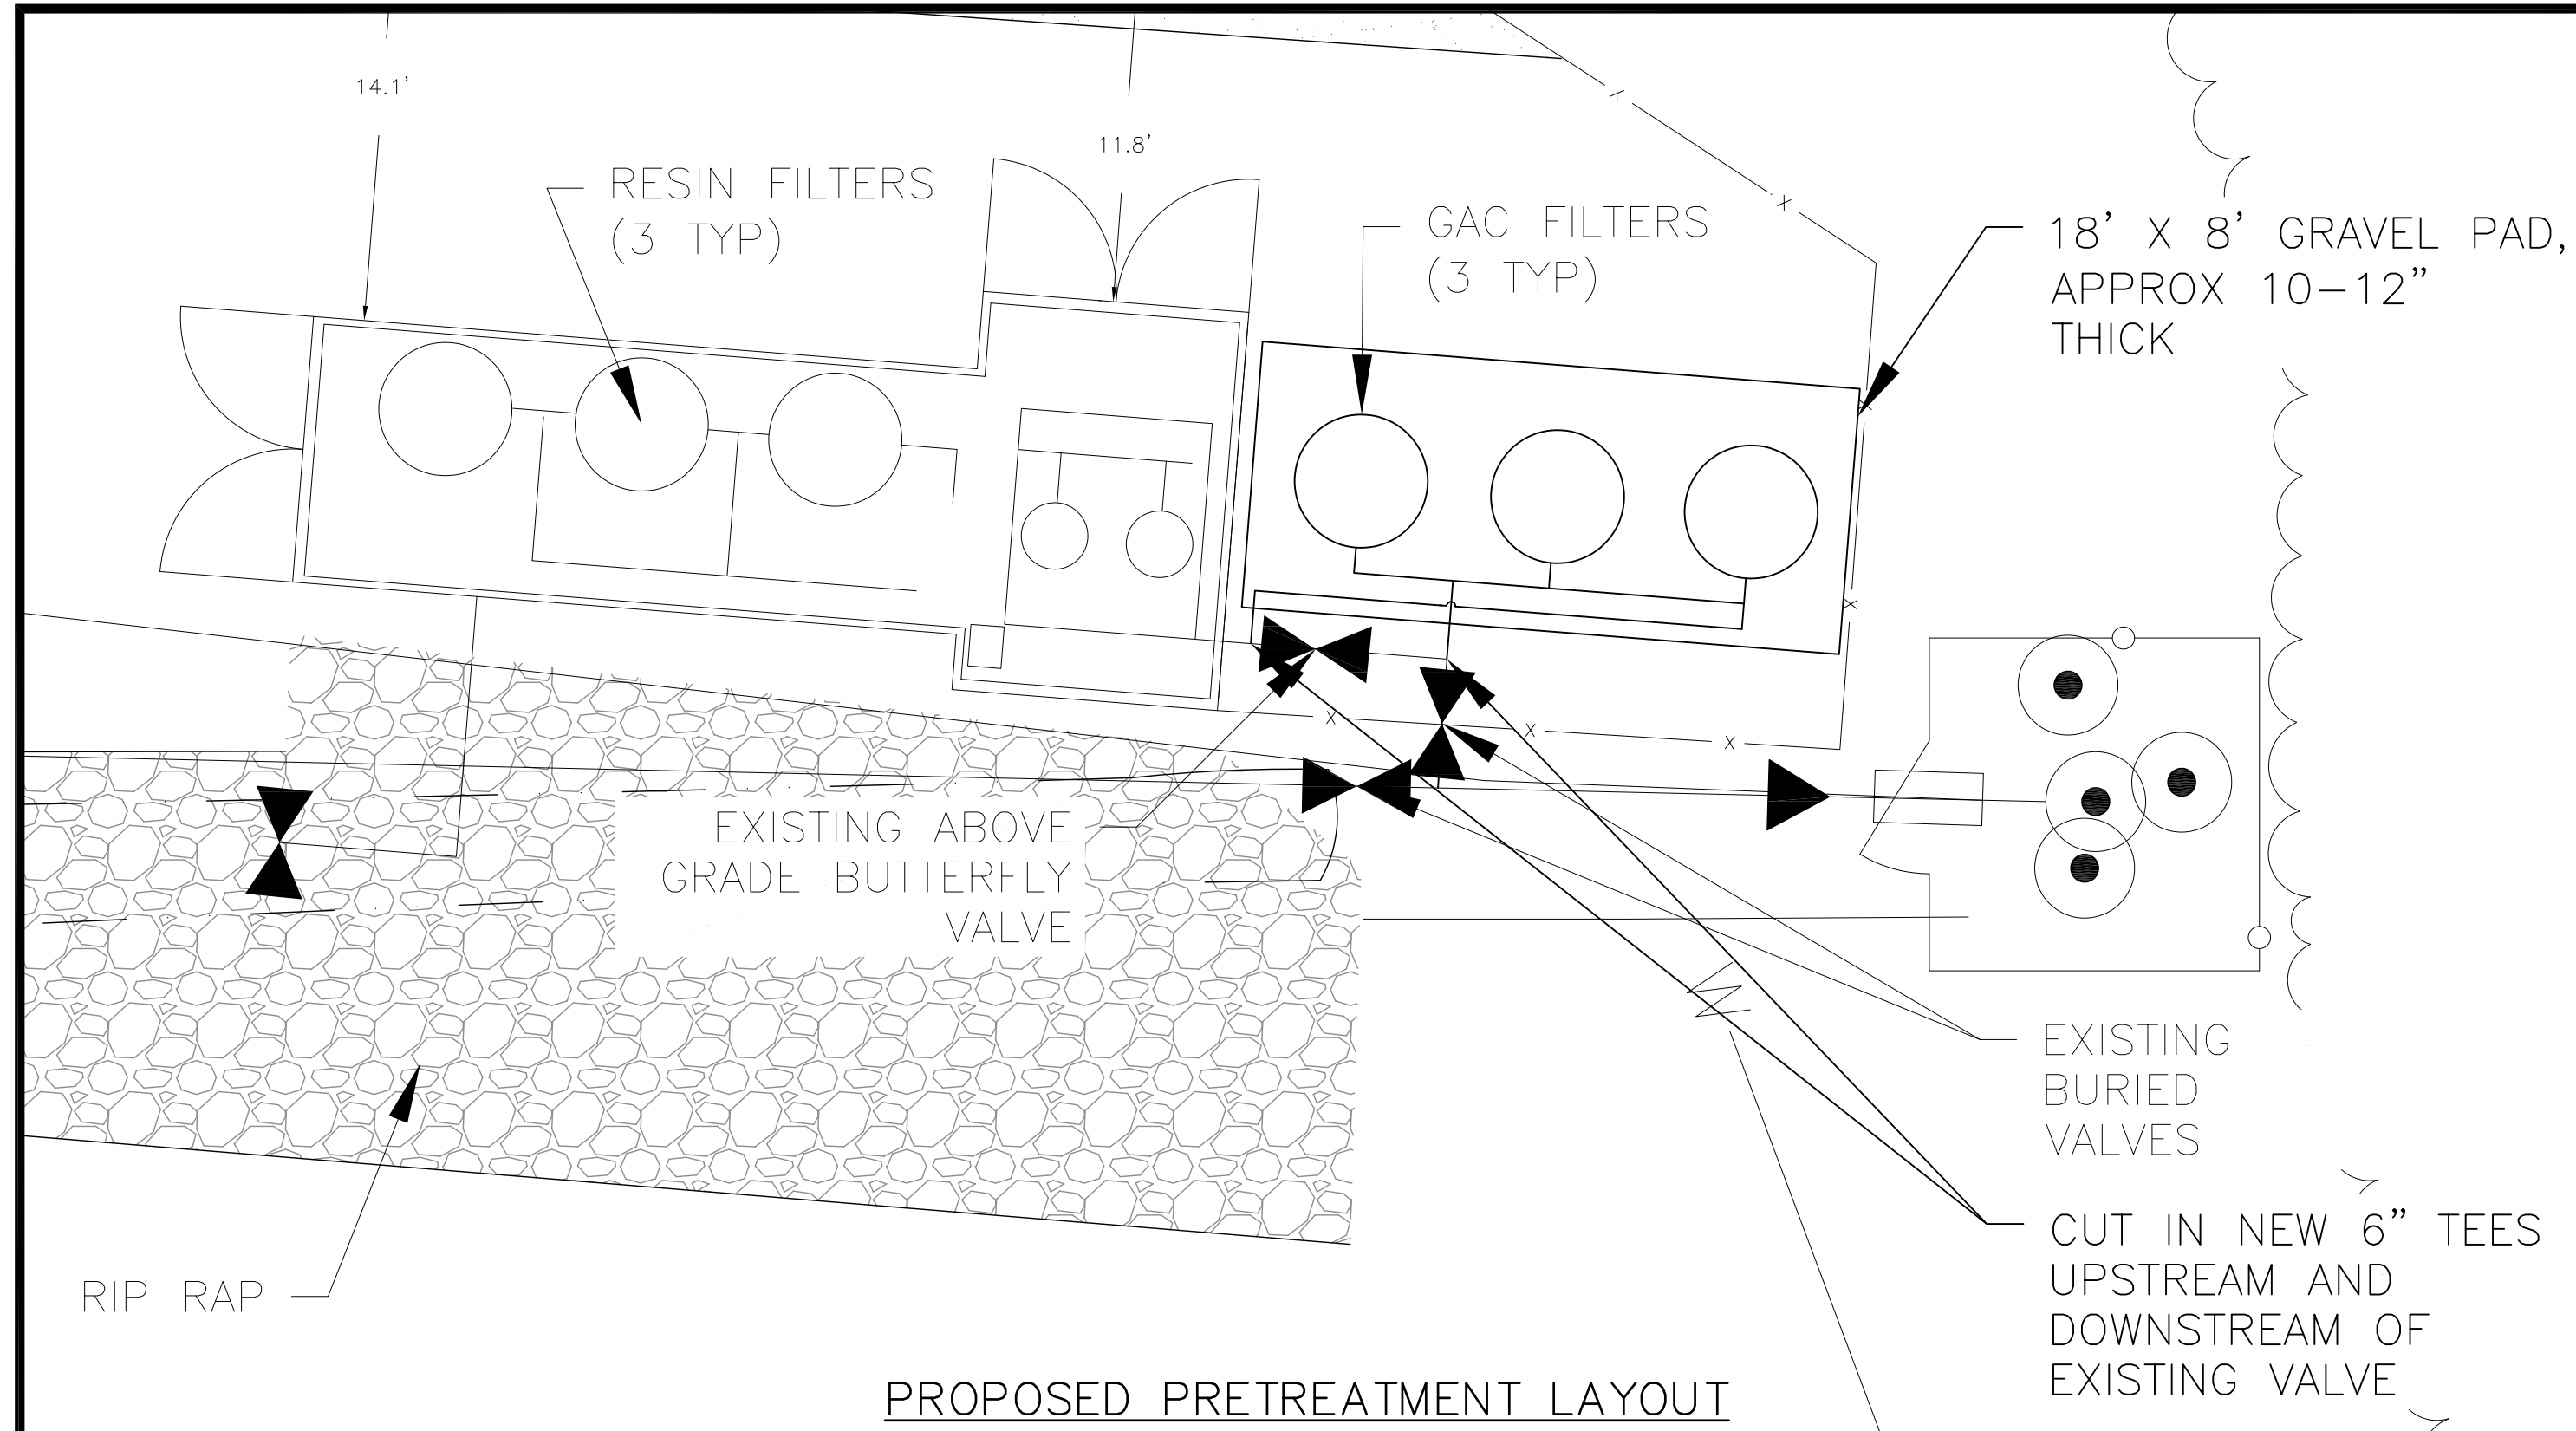 14.1’
11.8’
RESIN FILTERS
(3 TYP)
GAC FILTERS
(3 TYP)
18’ X 8’ GRAVEL PAD,
APPROX 10–12”
THICK
X
X
X
X
X
X
X
EXISTING ABOVE
GRADE BUTTERFLY
VALVE
EXISTING
BURIED
VALVES
CUT IN NEW 6” TEES
UPSTREAM AND
DOWNSTREAM OF
EXISTING VALVE
RIP RAP
PROPOSED PRETREATMENT LAYOUT